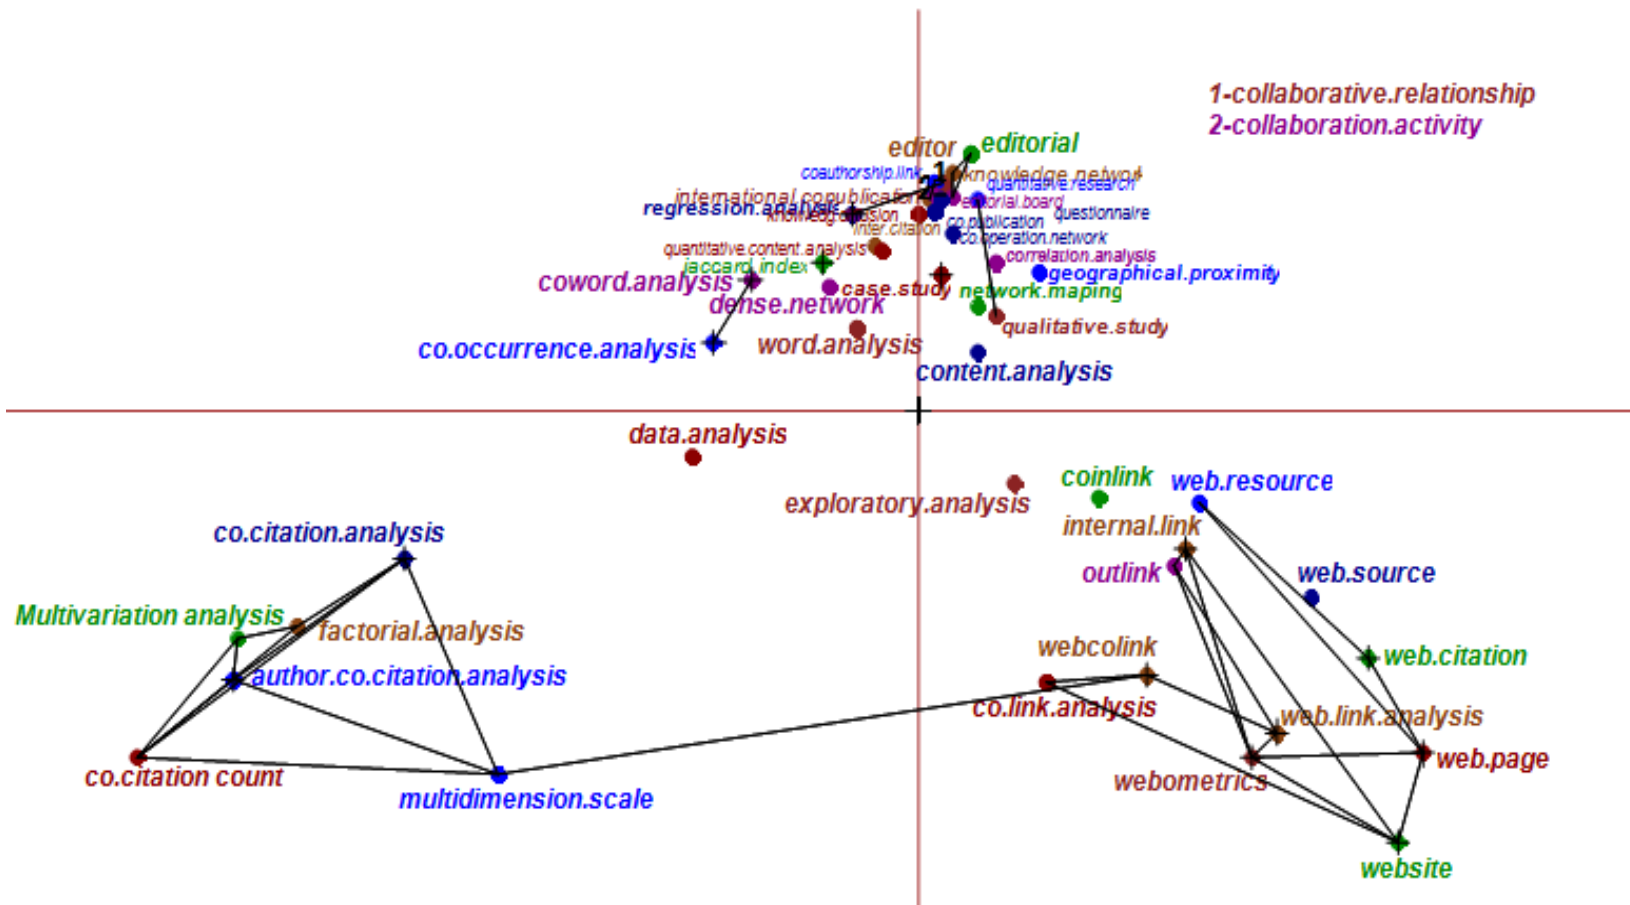 1-collaborative.relationship
2-collaboration.activity
editor
editorial
1
2
coauthorship.link
knowledge.network
quantitative.research
international.copublication
editorial.board
regression.analysis
questionnaire
co.publication
inter.citation
co.operation.network
quantitative.content.analysis
correlation.analysis
jaccard.index
geographical.proximity
coword.analysis
case.study
network.maping
dense.network
qualitative.study
word.analysis
co.occurrence.analysis
content.analysis
data.analysis
coinlink
web.resource
exploratory.analysis
internal.link
co.citation.analysis
outlink
web.source
Multivariation analysis
factorial.analysis
webcolink
web.citation
author.co.citation.analysis
co.link.analysis
web.link.analysis
co.citation count
webometrics
web.page
multidimension.scale
website